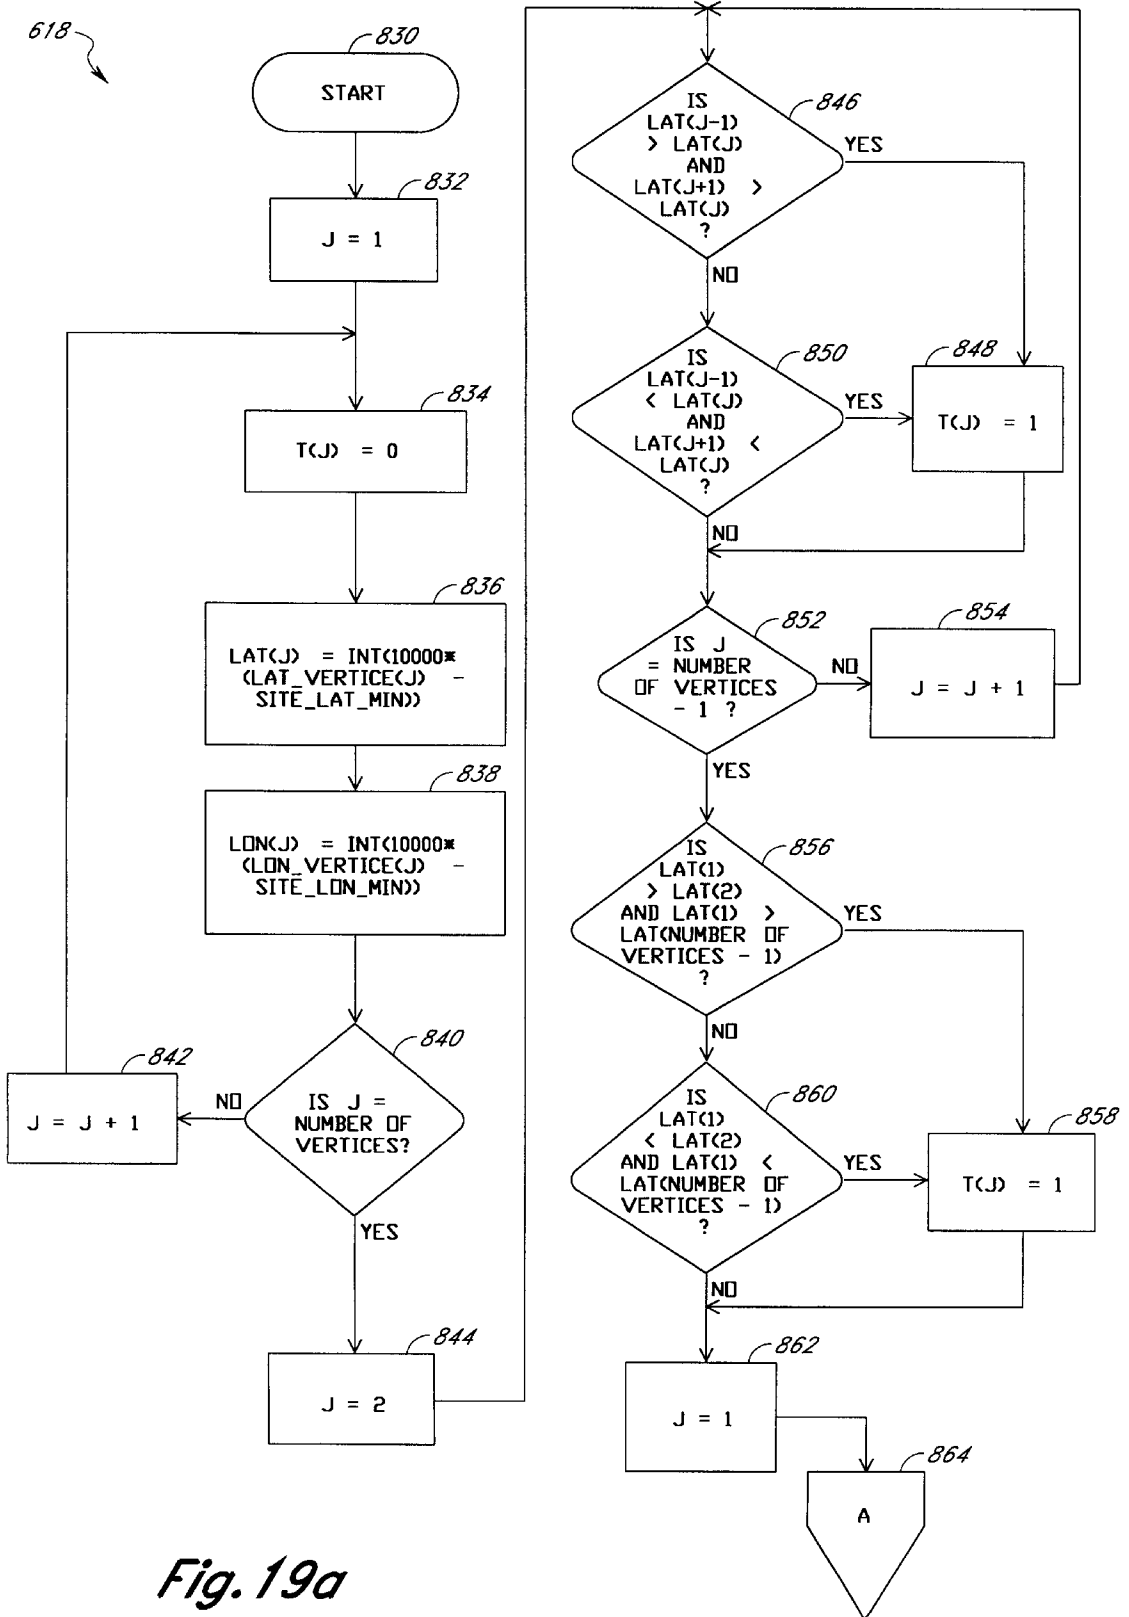 618
830
START
832
J = 1
834
T(J) = 0
836
LAT(J) = INT(10000*
(LAT_VERTICE(J) -
SITE_LAT_MIN))
838
LON(J) = INT(10000*
(LON_VERTICE(J) -
SITE_LON_MIN))
840
IS J =
NUMBER OF
VERTICES?
NO
842
J = J + 1
YES
844
J = 2
846
IS
LAT(J-1)
> LAT(J)
AND
LAT(J+1) >
LAT(J)
?
YES
NO
850
IS
LAT(J-1)
< LAT(J)
AND
LAT(J+1) <
LAT(J)
?
YES
848
T(J) = 1
NO
852
IS J
= NUMBER
OF VERTICES
- 1 ?
NO
854
J = J + 1
YES
856
IS
LAT(1)
> LAT(2)
AND LAT(1) >
LAT(NUMBER OF
VERTICES - 1)
?
YES
NO
860
IS
LAT(1)
< LAT(2)
AND LAT(1) <
LAT(NUMBER OF
VERTICES - 1)
?
YES
858
T(J) = 1
NO
862
J = 1
864
A
Fig. 19a